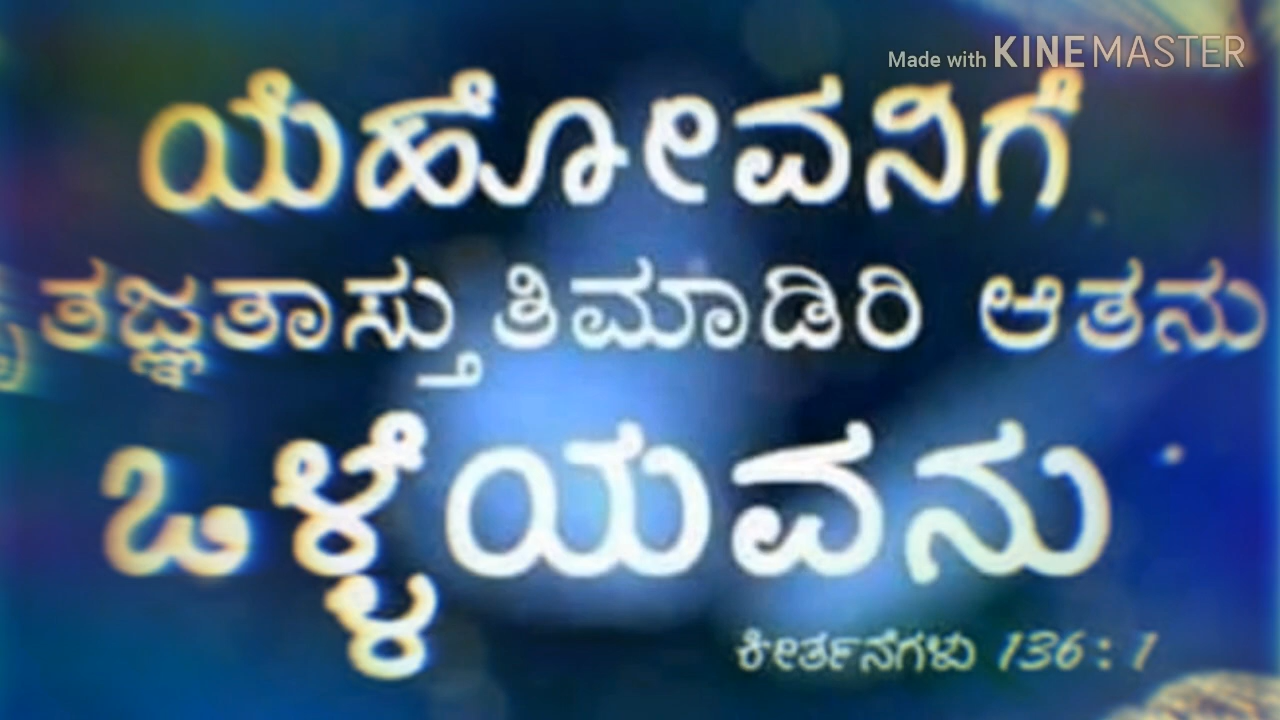 Made with KINEMASTER
ಯೆಹೋವನಿಗೆ
ಕೃತಜ್ಞತಾಸ್ತುತಿಮಾಡಿರಿ ಆತನು
ಒಳ್ಳೆಯವನು
ಕೀರ್ತನೆಗಳು 136 : 1